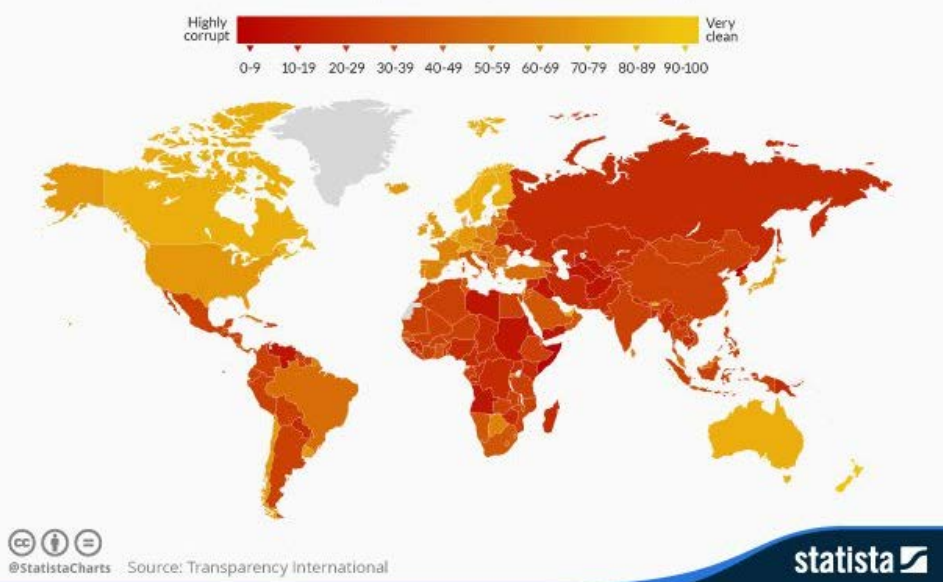 Highly
corrupt
Very
clean
0-9 10-19 20-29 30-39 40-49 50-59 60-69 70-79 80-89 90-100
cc
@StatistaCharts Source: Transparency International
statista